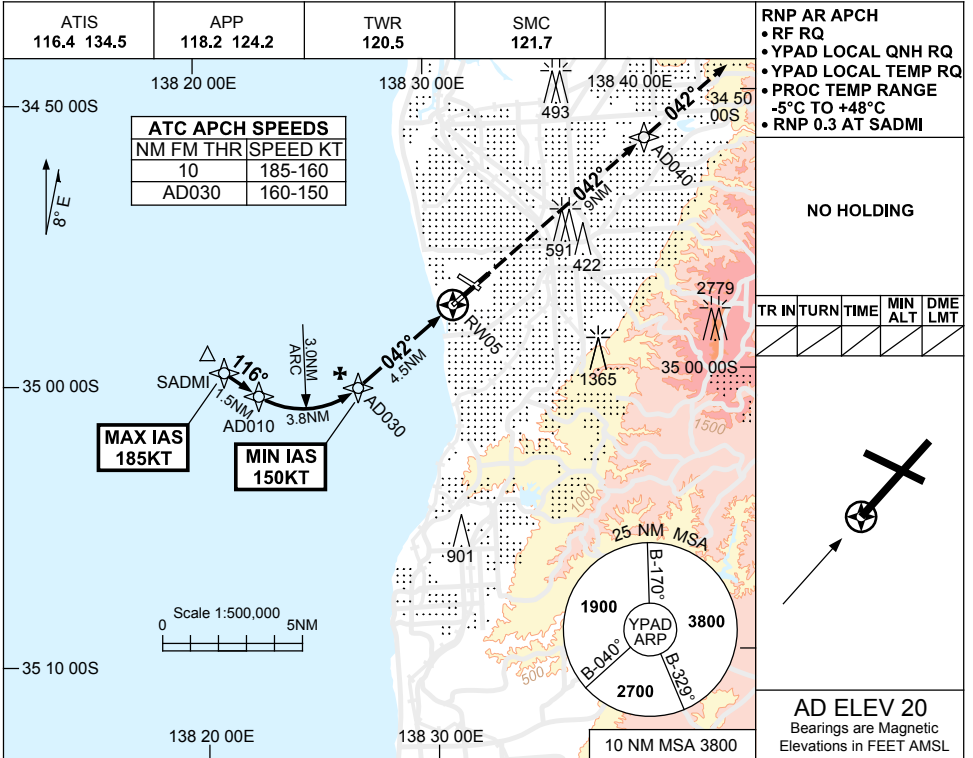 ATIS
116.4 134.5
APP
118.2 124.2
TWR
120.5
SMC
121.7
RNP AR APCH
• RF RQ
• YPAD LOCAL QNH RQ
• YPAD LOCAL TEMP RQ
• PROC TEMP RANGE
-5°C TO +48°C
• RNP 0.3 AT SADMI
NO HOLDING
TR IN TURN TIME MIN ALT DME LMT
138 20 00E
138 30 00E
138 40 00E
34 50 00S
34 50
00S
ATC APCH SPEEDS
NM FM THR SPEED KT
10 185-160
AD030 160-150
8° E
493
042°
AD040
042°
9NM
591
422
2779
RW05
042°
4.5NM
1365
3.0NM
ARC
116°
SADMI
1.5NM
AD010
3.8NM
AD030
35 00 00S
35 00 00S
MAX IAS
185KT
MIN IAS
150KT
1500
1000
901
500
25 NM MSA
B-170°
1900
YPAD
ARP
3800
B-040°
B-329°
2700
Scale 1:500,000
0 5NM
35 10 00S
138 20 00E
138 30 00E
10 NM MSA 3800
AD ELEV 20
Bearings are Magnetic
Elevations in FEET AMSL